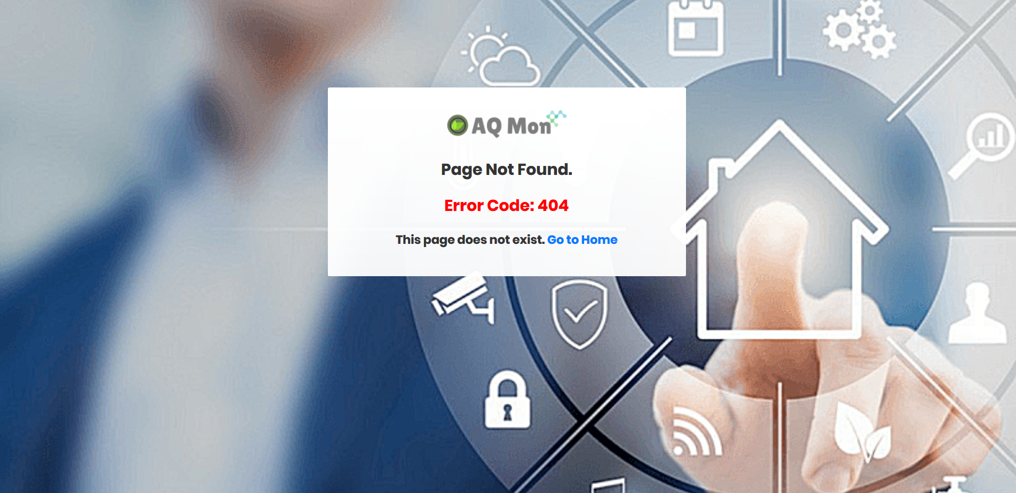 AQ Mon
Page Not Found.
Error Code: 404
This page does not exist. Go to Home